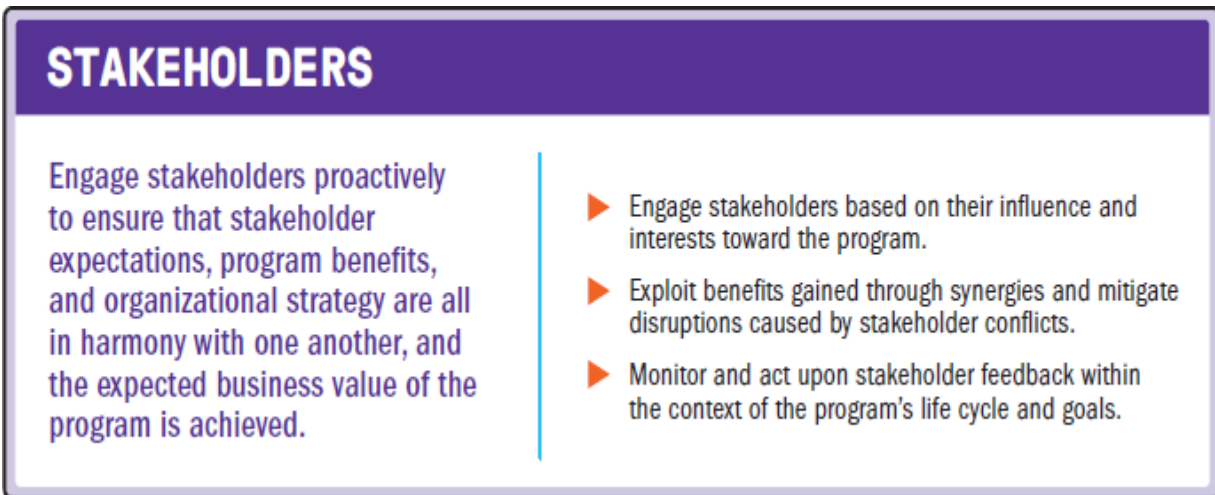 STAKEHOLDERS
Engage stakeholders proactively
to ensure that stakeholder
expectations, program benefits,
and organizational strategy are all
in harmony with one another, and
the expected business value of the
program is achieved.
Engage stakeholders based on their influence and
interests toward the program.
Exploit benefits gained through synergies and mitigate
disruptions caused by stakeholder conflicts.
Monitor and act upon stakeholder feedback within
the context of the program's life cycle and goals.